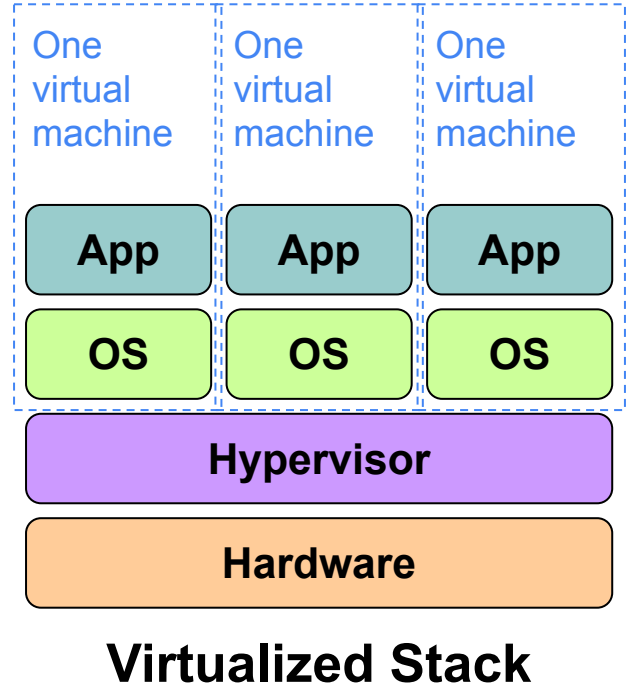 One
virtual
machine
One
virtual
machine
One
virtual
machine
App
App
App
OS
OS
OS
Hypervisor
Hardware
Virtualized Stack